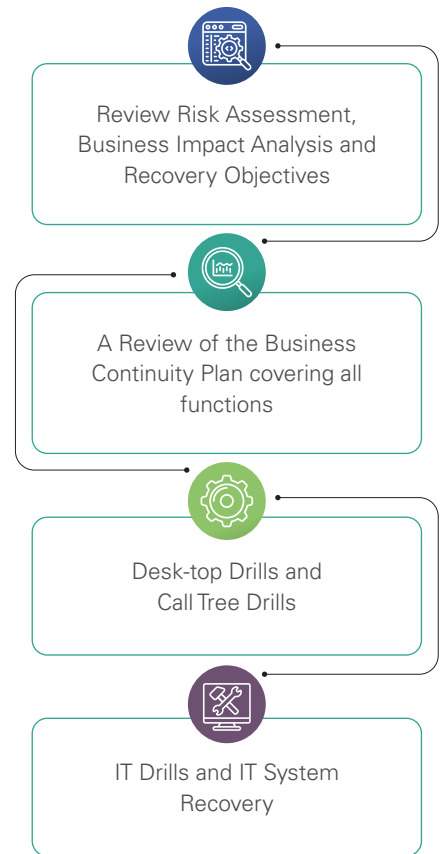 Review Risk Assessment,
Business Impact Analysis and
Recovery Objectives
A Review of the Business
Continuity Plan covering all
functions
Desk-top Drills and
Call Tree Drills
IT Drills and IT System
Recovery